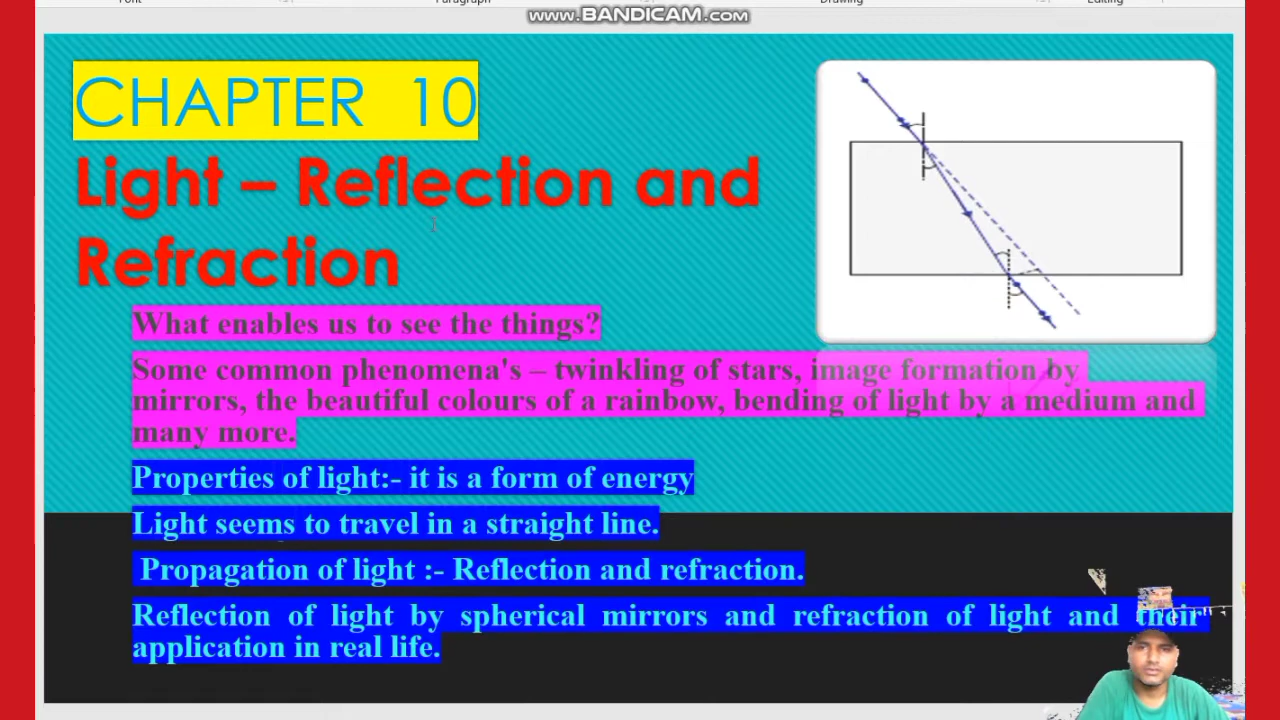 Font Paragraph Drawing Editing
www.BANDICAM.com
CHAPTER 10
Light – Reflection and
Refraction
What enables us to see the things?
Some common phenomena's – twinkling of stars, image formation by
mirrors, the beautiful colours of a rainbow, bending of light by a medium and
many more.
Properties of light:- it is a form of energy
Light seems to travel in a straight line.
Propagation of light :- Reflection and refraction.
Reflection of light by spherical mirrors and refraction of light and their
application in real life.